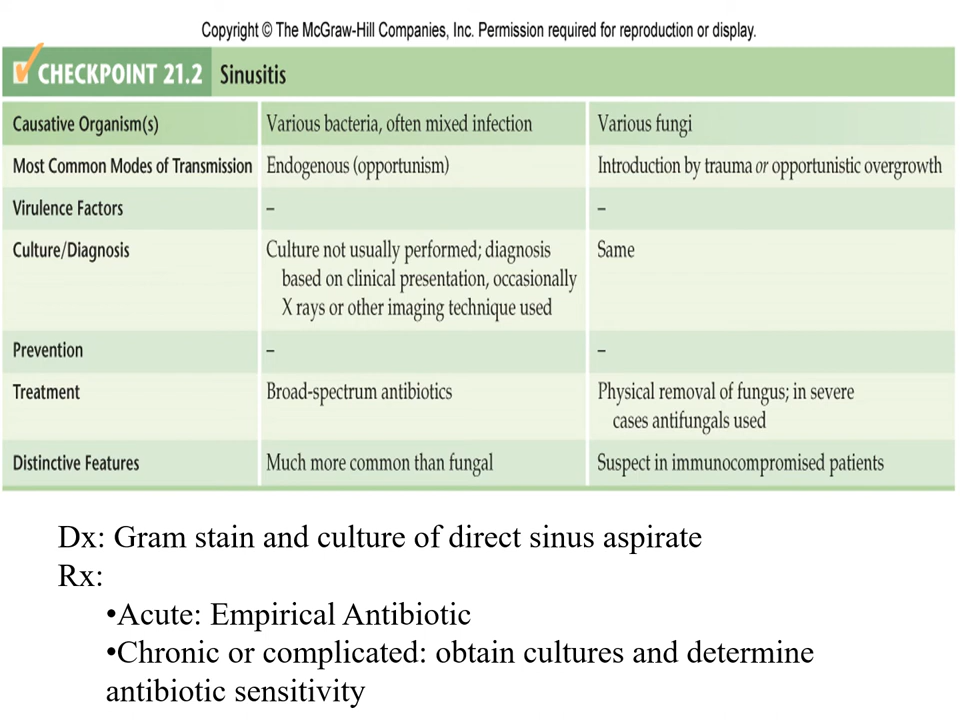 Copyright © The McGraw-Hill Companies, Inc. Permission required for reproduction or display.
CHECKPOINT 21.2 Sinusitis
Causative Organism(s) Various bacteria, often mixed infection Various fungi
Most Common Modes of Transmission Endogenous (opportunism) Introduction by trauma or opportunistic overgrowth
Virulence Factors – –
Culture/Diagnosis Culture not usually performed; diagnosis Same
based on clinical presentation, occasionally
X rays or other imaging technique used
Prevention – –
Treatment Broad-spectrum antibiotics Physical removal of fungus; in severe
cases antifungals used
Distinctive Features Much more common than fungal Suspect in immunocompromised patients
Dx: Gram stain and culture of direct sinus aspirate
Rx:
•Acute: Empirical Antibiotic
•Chronic or complicated: obtain cultures and determine
antibiotic sensitivity